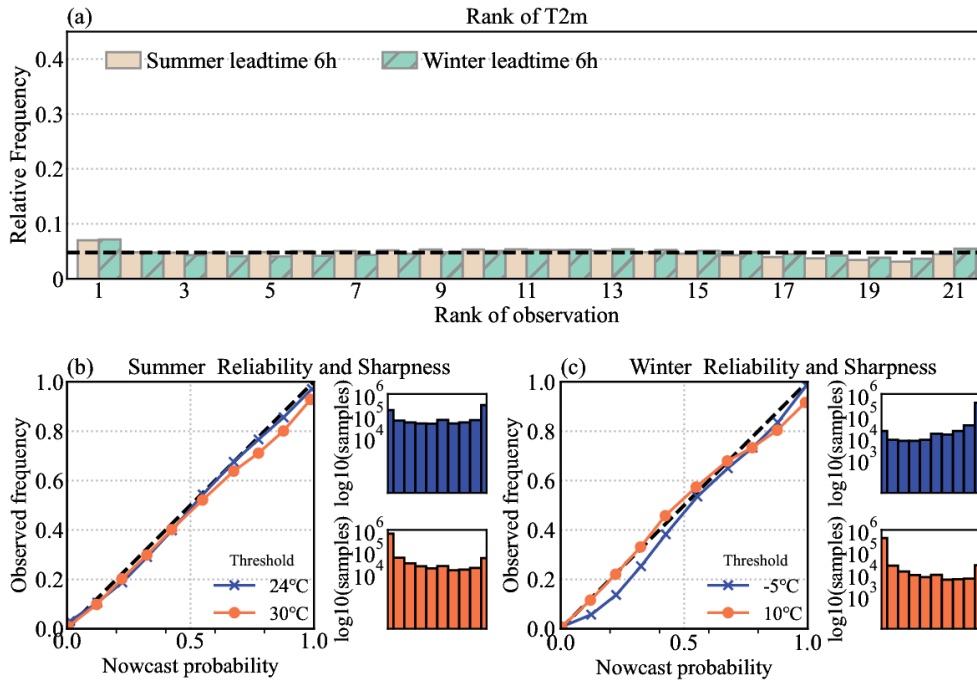 (a) Rank of T2m
Summer leadtime 6h Winter leadtime 6h
Relative Frequency
0.4
0.3
0.2
0.1
0
1 3 5 7 9 11 13 15 17 19 21
Rank of observation
(b) Summer Reliability and Sharpness
Observed frequency
1.0
0.8
0.6
0.4
0.2
0.0
Threshold
24°C
30°C
0.0 0.5 1.0
Nowcast probability
log10(samples)
10^6
10^5
10^4
log10(samples)
10^6
10^5
10^4
(c) Winter Reliability and Sharpness
Observed frequency
1.0
0.8
0.6
0.4
0.2
0.0
Threshold
-5°C
10°C
0.0 0.5 1.0
Nowcast probability
log10(samples)
10^6
10^5
10^4
10^3
log10(samples)
10^6
10^5
10^4
10^3